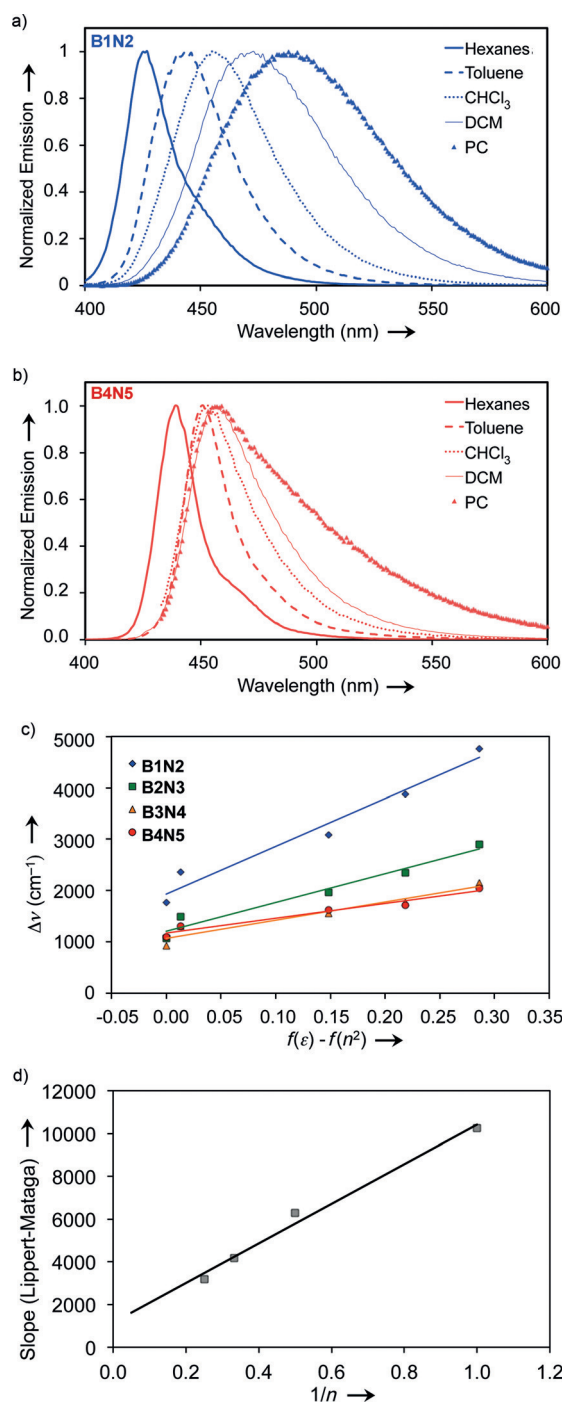 a)
B1N2
Normalized Emission →
1
0.8
0.6
0.4
0.2
0
Hexanes
Toluene
CHCl₃
DCM
PC
400 450 500 550 600
Wavelength (nm) →
b)
B4N5
Normalized Emission →
1.0
0.8
0.6
0.4
0.2
0.0
Hexanes
Toluene
CHCl₃
DCM
PC
400 450 500 550 600
Wavelength (nm) →
c)
Δν (cm⁻¹) →
5000
4000
3000
2000
1000
0
B1N2
B2N3
B3N4
B4N5
-0.05 0.00 0.05 0.10 0.15 0.20 0.25 0.30 0.35
f(ε) - f(n²) →
d)
Slope (Lippert-Mataga) →
12000
10000
8000
6000
4000
2000
0
0.0 0.2 0.4 0.6 0.8 1.0 1.2
1/n →